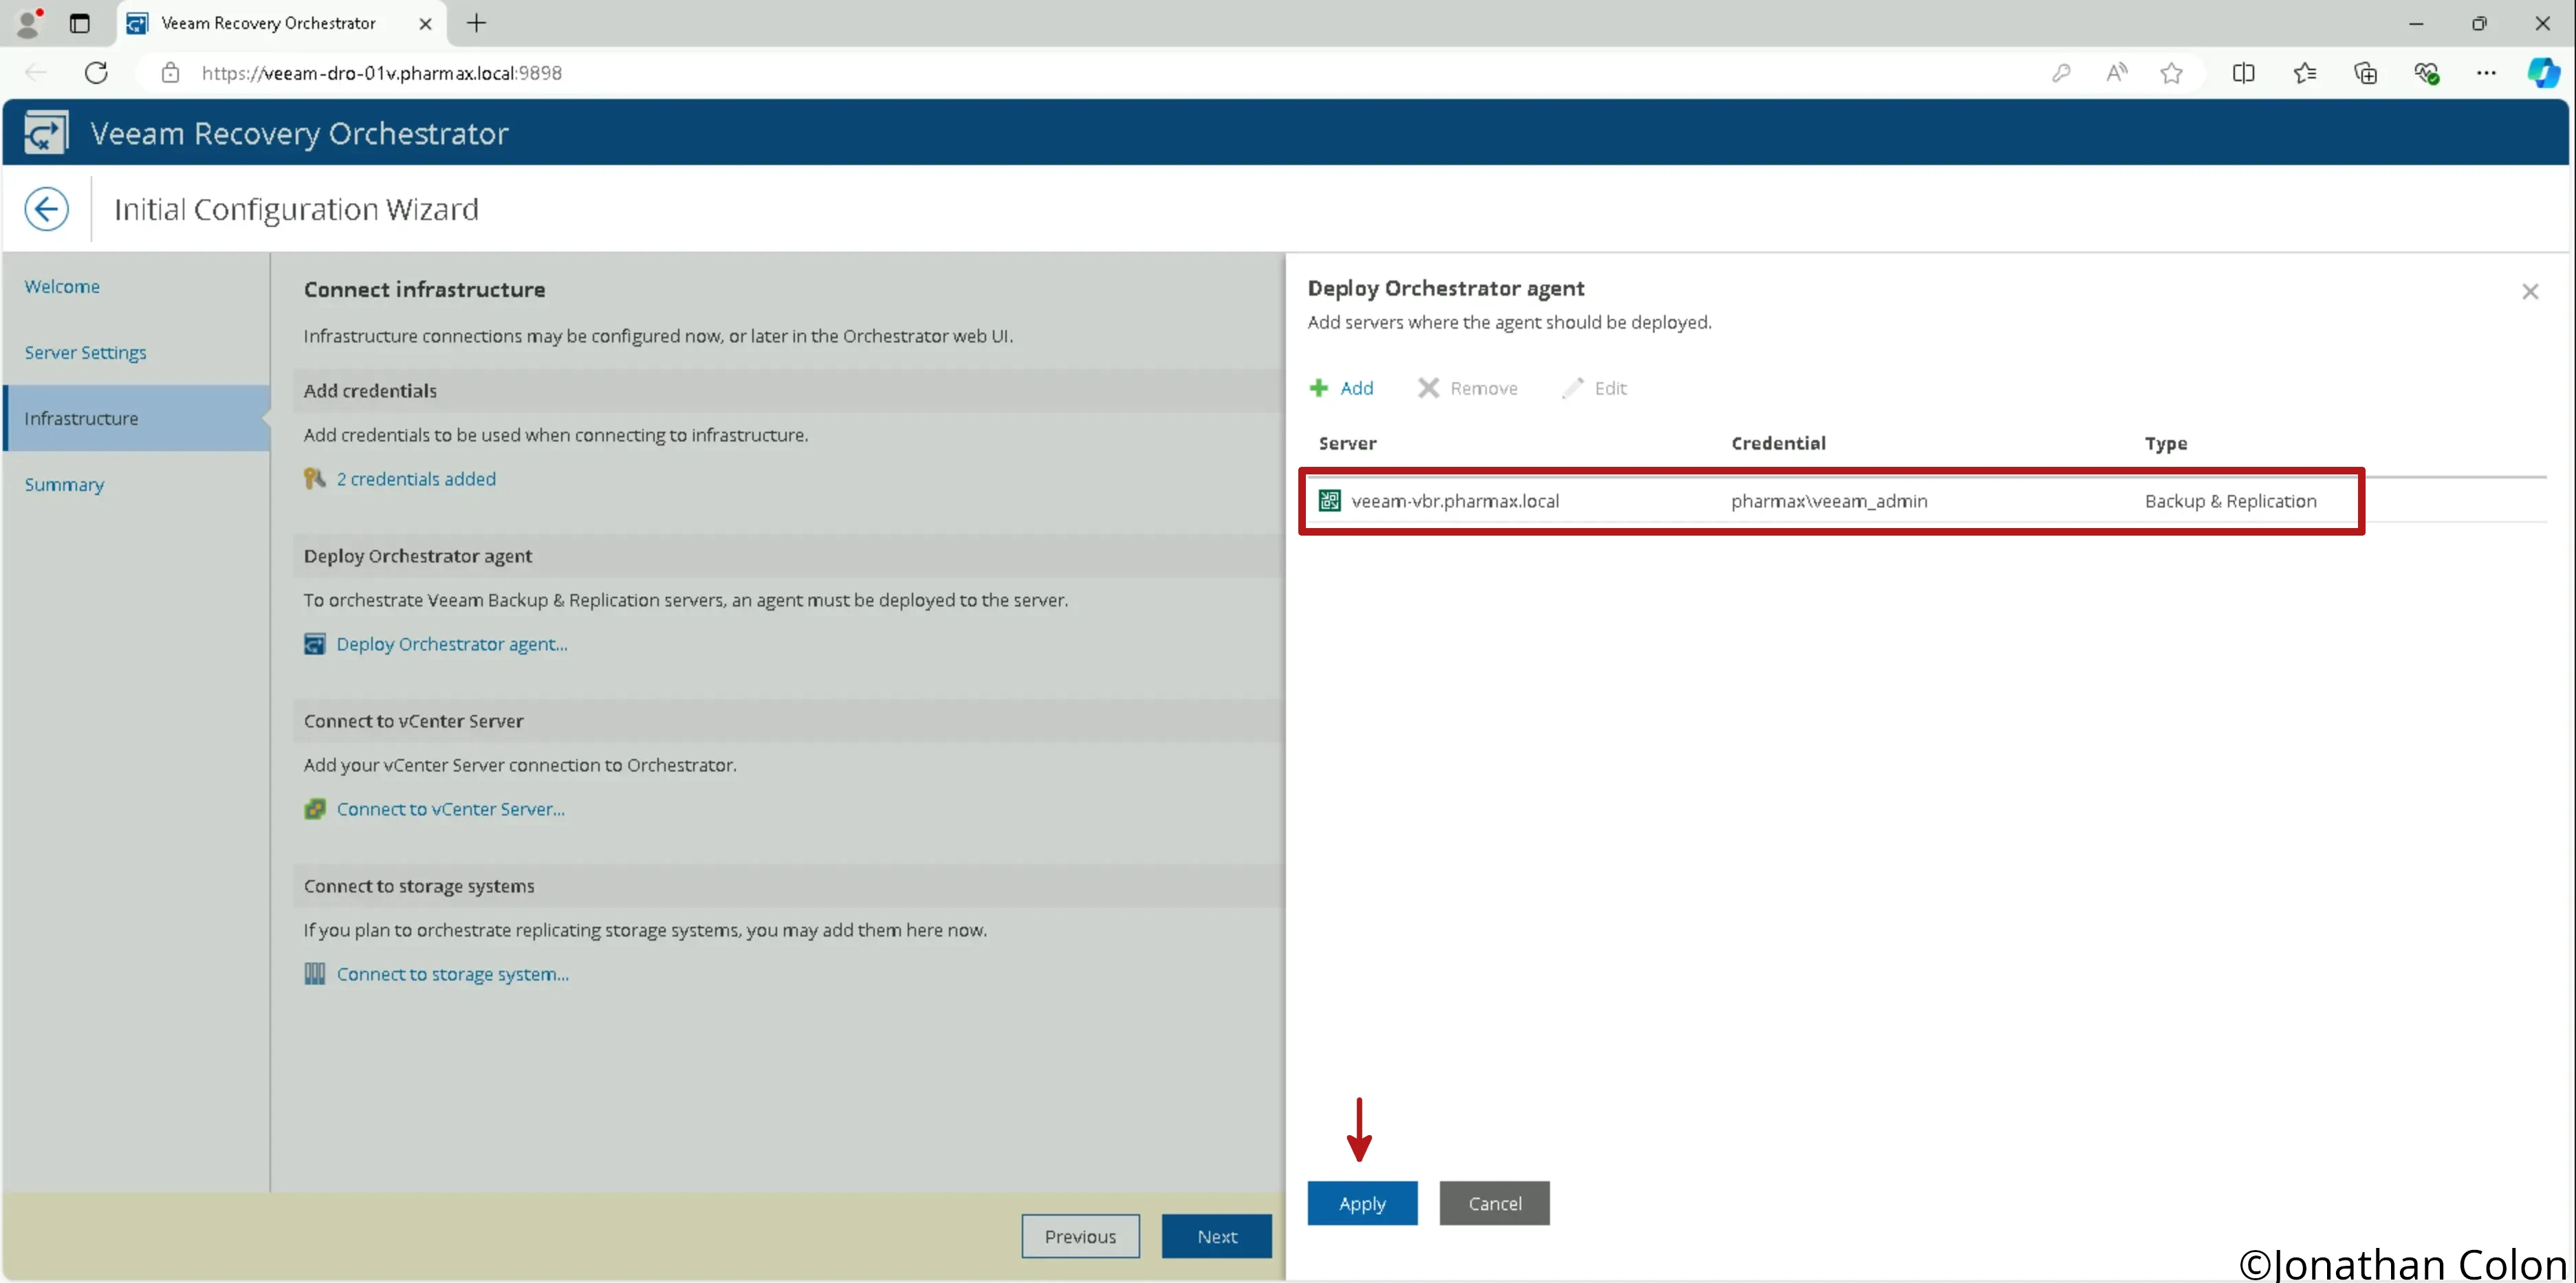 Veeam Recovery Orchestrator
https://veeam-dro-01v.pharmax.local:9898
Veeam Recovery Orchestrator
Initial Configuration Wizard
Welcome
Server Settings
Infrastructure
Summary
Connect infrastructure
Infrastructure connections may be configured now, or later in the Orchestrator web UI.
Add credentials
Add credentials to be used when connecting to infrastructure.
2 credentials added
Deploy Orchestrator agent
To orchestrate Veeam Backup & Replication servers, an agent must be deployed to the server.
Deploy Orchestrator agent...
Connect to vCenter Server
Add your vCenter Server connection to Orchestrator.
Connect to vCenter Server...
Connect to storage systems
If you plan to orchestrate replicating storage systems, you may add them here now.
Connect to storage system...
Previous Next
Deploy Orchestrator agent
Add servers where the agent should be deployed.
Add Remove Edit
Server Credential Type
veeam-vbr.pharmax.local pharmax\veeam_admin Backup & Replication
Apply Cancel
©Jonathan Colon